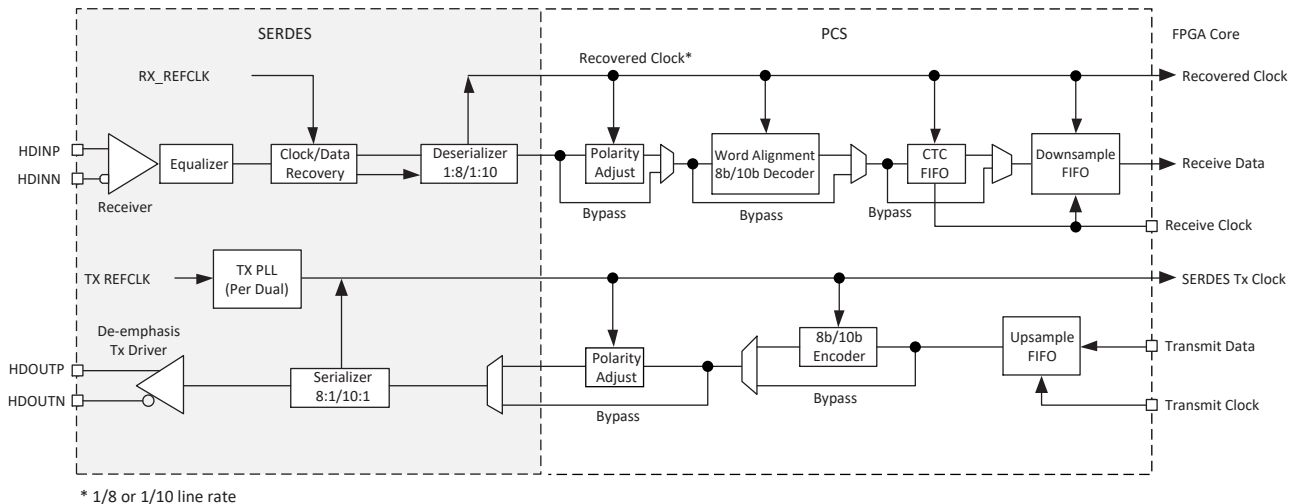 SERDES
PCS
FPGA Core
RX_REFCLK
Recovered Clock*
Recovered Clock
HDINP
HDINN
Receiver
Equalizer
Clock/Data
Recovery
Deserializer
1:8/1:10
Polarity
Adjust
Bypass
Word Alignment
8b/10b Decoder
Bypass
CTC
FIFO
Bypass
Downsample
FIFO
Receive Data
Receive Clock
TX REFCLK
TX PLL
(Per Dual)
SERDES Tx Clock
De-emphasis
Tx Driver
HDOUTP
HDOUTN
Serializer
8:1/10:1
Polarity
Adjust
Bypass
8b/10b
Encoder
Bypass
Upsample
FIFO
Transmit Data
Transmit Clock
* 1/8 or 1/10 line rate